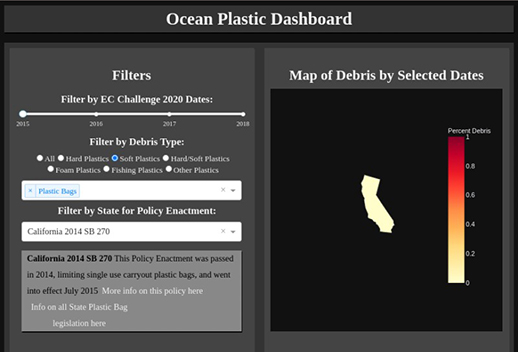 Ocean Plastic Dashboard
Filters
Filter by EC Challenge 2020 Dates:
2015 2016 2017 2018
Filter by Debris Type:
All Hard Plastics Soft Plastics Hard/Soft Plastics
Foam Plastics Fishing Plastics Other Plastics
× Plastic Bags ×
Filter by State for Policy Enactment:
California 2014 SB 270 ×
California 2014 SB 270 This Policy Enactment was passed
in 2014, limiting single use carryout plastic bags, and went
into effect July 2015 More info on this policy here
Info on all State Plastic Bag
legislation here
Map of Debris by Selected Dates
Percent Debris
1
0.8
0.6
0.4
0.2
0